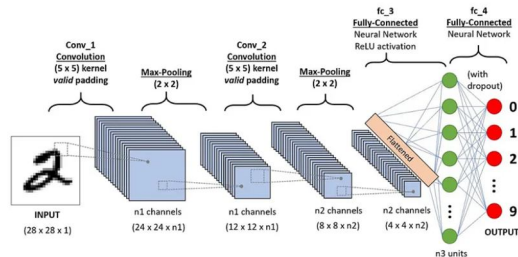 fc_3
Fully-Connected
Neural Network
ReLU activation
fc_4
Fully-Connected
Neural Network
Conv_1
Convolution
(5 x 5) kernel
valid padding
Max-Pooling
(2 x 2)
Conv_2
Convolution
(5 x 5) kernel
valid padding
Max-Pooling
(2 x 2)
(with
dropout)
Flattened
0
1
2
9
INPUT
(28 x 28 x 1)
n1 channels
(24 x 24 x n1)
n1 channels
(12 x 12 x n1)
n2 channels
(8 x 8 x n2)
n2 channels
(4 x 4 x n2)
OUTPUT
n3 units